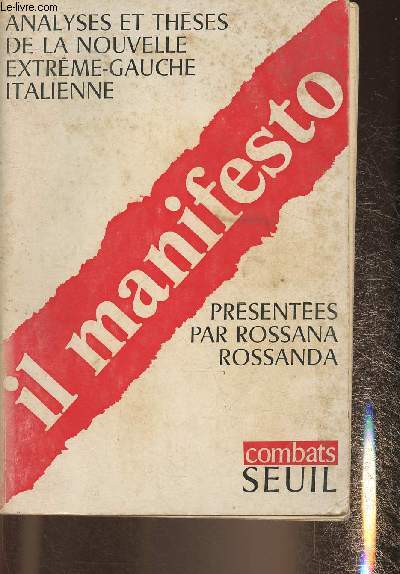 Le-livre.com
ANALYSES ET THÈSES
DE LA NOUVELLE
EXTRÊME-GAUCHE
ITALIENNE
il manifesto
PRÉSENTÉES
PAR ROSSANA
ROSSANDA
combats
SEUIL